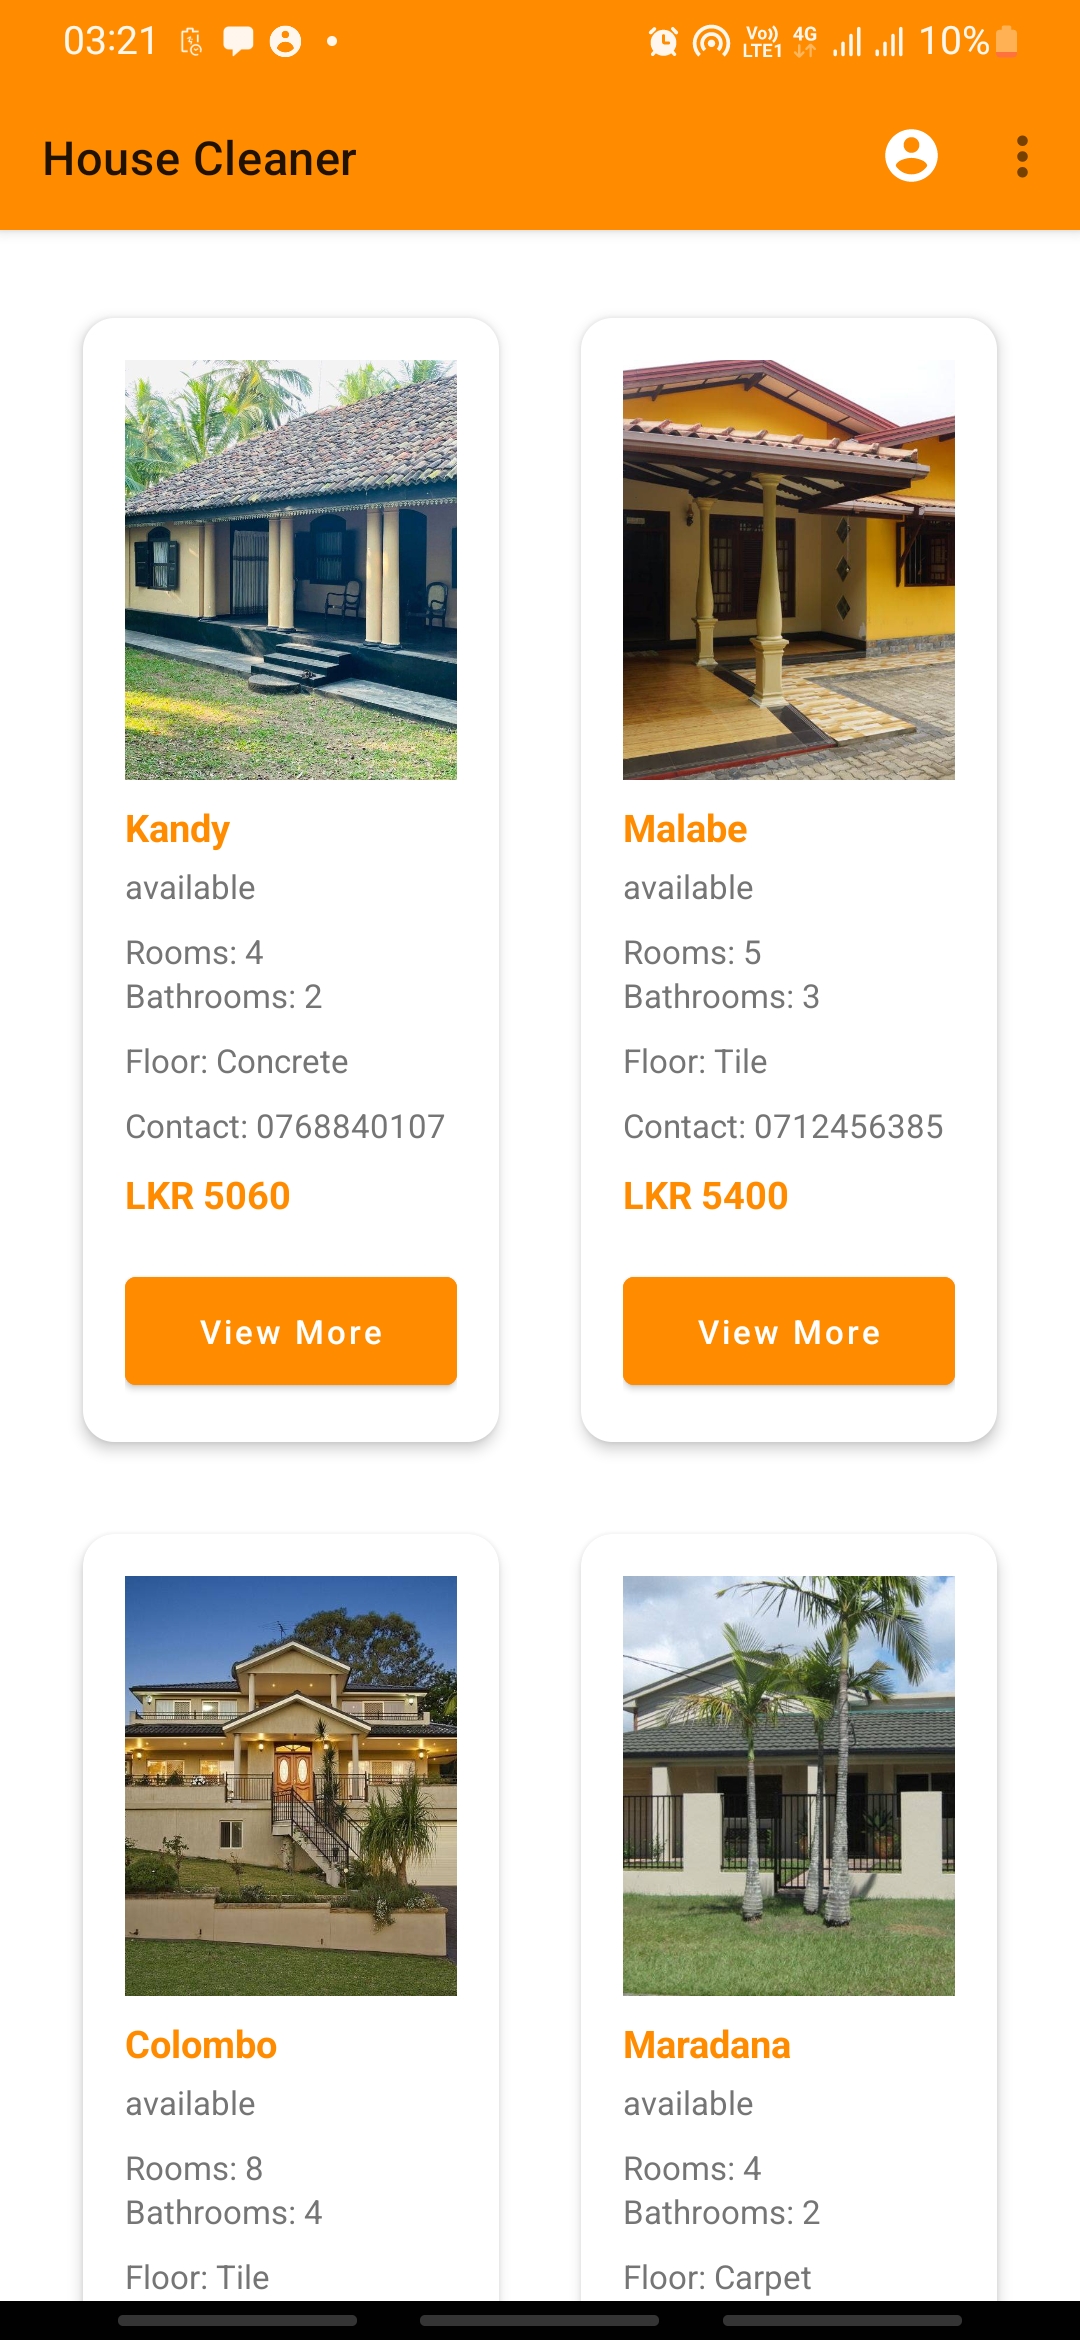 03:21
Vo)) LTE1 4G 10%
House Cleaner
Kandy
available
Rooms: 4
Bathrooms: 2
Floor: Concrete
Contact: 0768840107
LKR 5060
View More
Malabe
available
Rooms: 5
Bathrooms: 3
Floor: Tile
Contact: 0712456385
LKR 5400
View More
Colombo
available
Rooms: 8
Bathrooms: 4
Floor: Tile
Maradana
available
Rooms: 4
Bathrooms: 2
Floor: Carpet